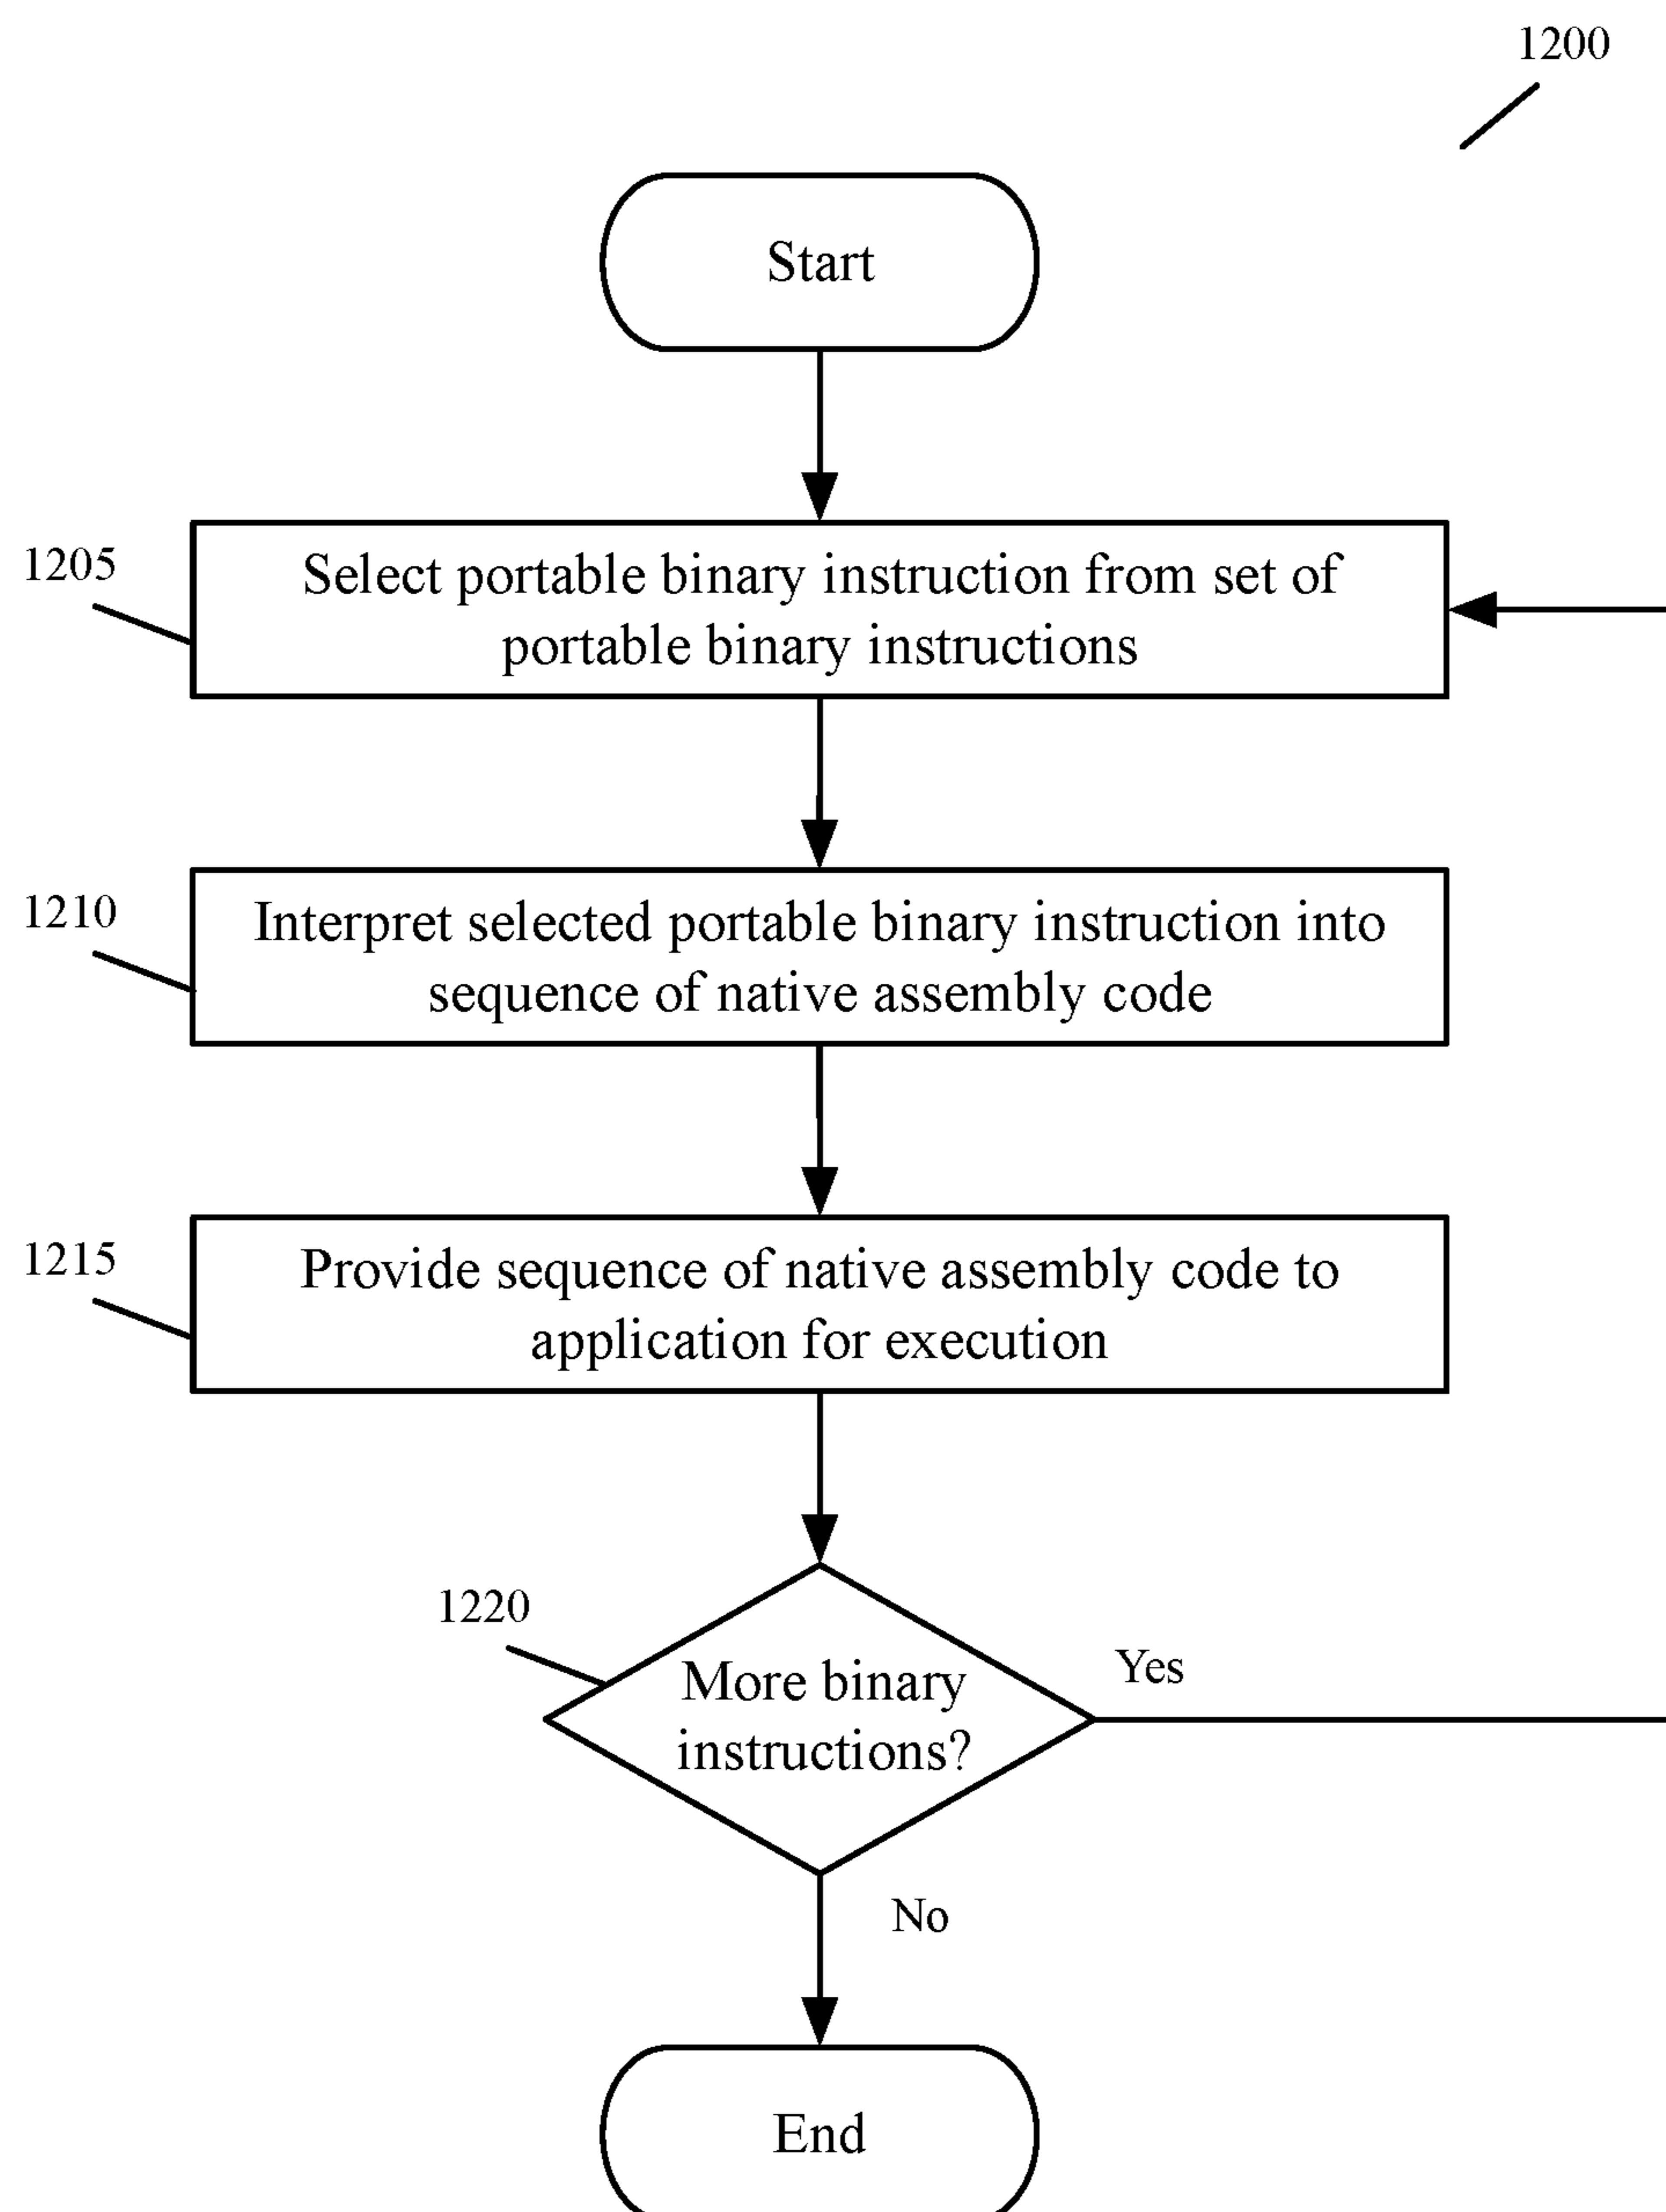 1200
Start
1205
Select portable binary instruction from set of
portable binary instructions
1210
Interpret selected portable binary instruction into
sequence of native assembly code
1215
Provide sequence of native assembly code to
application for execution
1220
More binary
instructions?
Yes
No
End